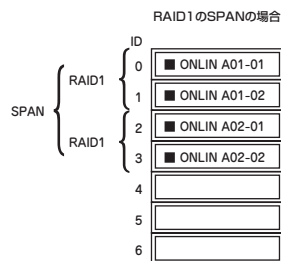 RAID1のSPANの場合
ID
0 ■ ONLIN A01-01
RAID1
1 ■ ONLIN A01-02
SPAN
2 ■ ONLIN A02-01
RAID1
3 ■ ONLIN A02-02
4
5
6